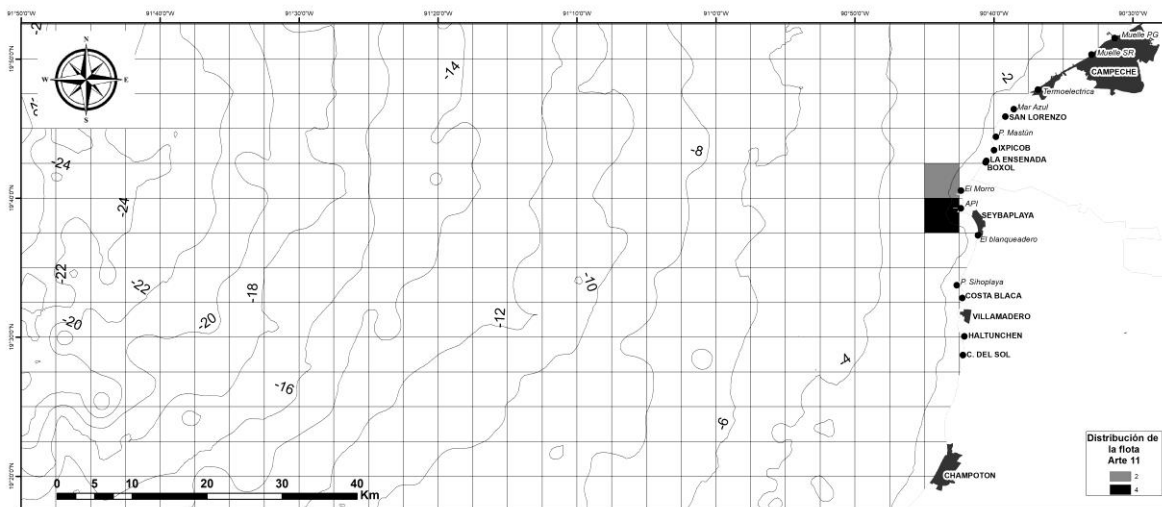 91°50'0"O 91°40'0"O 91°30'0"O 91°20'0"O 91°10'0"O 91°0'0"O 90°50'0"O 90°40'0"O 90°30'0"O
N
W E
S
19°50'0"N
19°40'0"N
19°30'0"N
19°20'0"N
-14
-2
-8
-24
-24
-22
-22
-18
-20
-20
-10
-12
-16
-4
-6
Muelle PG
Muelle SR
CAMPECHE
Termoelectrica
Mar Azul
SAN LORENZO
P. Mastún
IXPICOB
LA ENSENADA
BOXOL
El Morro
API
SEYBAPLAYA
El blanqueadero
P. Sihoplaya
COSTA BLACA
VILLAMADERO
HALTUNCHEN
C. DEL SOL
CHAMPOTON
0 5 10 20 30 40
Km
Distribución de
la flota
Arte 11
2
4